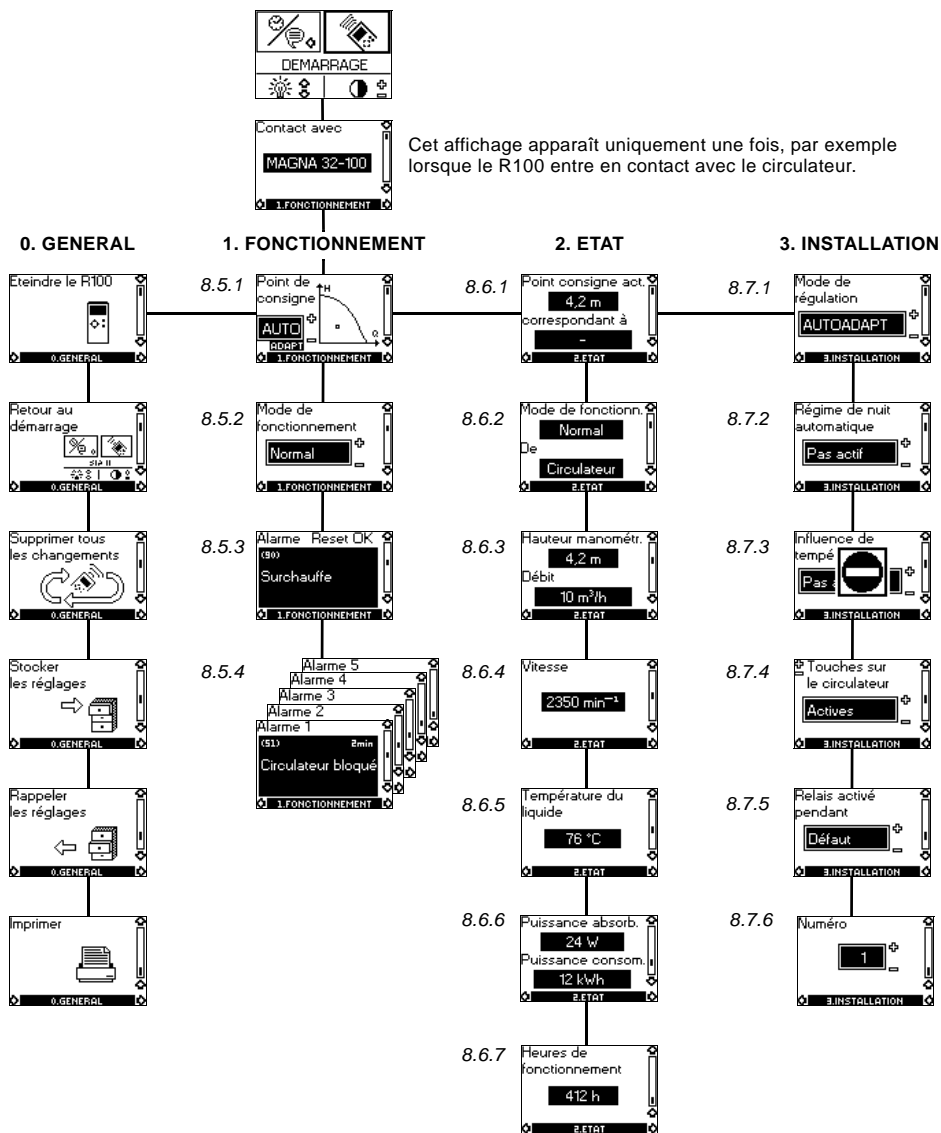 DEMARRAGE
Contact avec
MAGNA 32-100
1.FONCTIONNEMENT
Cet affichage apparaît uniquement une fois, par exemple
lorsque le R100 entre en contact avec le circulateur.
0. GENERAL
1. FONCTIONNEMENT
2. ETAT
3. INSTALLATION
Eteindre le R100
0.GENERAL
8.5.1
Point de
consigne
H
AUTO
ADAPT
Q
1.FONCTIONNEMENT
8.6.1
Point consigne act.
4,2 m
correspondant à
-
2.ETAT
8.7.1
Mode de
régulation
AUTOADAPT
3.INSTALLATION
Retour au
démarrage
0.GENERAL
8.5.2
Mode de
fonctionnement
Normal
1.FONCTIONNEMENT
8.6.2
Mode de fonctionn.
Normal
De
Circulateur
2.ETAT
8.7.2
Régime de nuit
automatique
Pas actif
3.INSTALLATION
Supprimer tous
les changements
0.GENERAL
8.5.3
Alarme Reset OK
(90)
Surchauffe
1.FONCTIONNEMENT
8.6.3
Hauteur manométr.
4,2 m
Débit
10 m³/h
2.ETAT
8.7.3
Influence de
tempé
Pas
3.INSTALLATION
Stocker
les réglages
0.GENERAL
8.5.4
Alarme 5
Alarme 4
Alarme 3
Alarme 2
Alarme 1
(51) 2min
Circulateur bloqué
1.FONCTIONNEMENT
8.6.4
Vitesse
2350 min⁻¹
2.ETAT
8.7.4
Touches sur
le circulateur
Actives
3.INSTALLATION
Rappeler
les réglages
0.GENERAL
8.6.5
Température du
liquide
76 °C
2.ETAT
8.7.5
Relais activé
pendant
Défaut
3.INSTALLATION
Imprimer
0.GENERAL
8.6.6
Puissance absorb.
24 W
Puissance consom.
12 kWh
2.ETAT
8.7.6
Numéro
1
3.INSTALLATION
8.6.7
Heures de
fonctionnement
412 h
2.ETAT